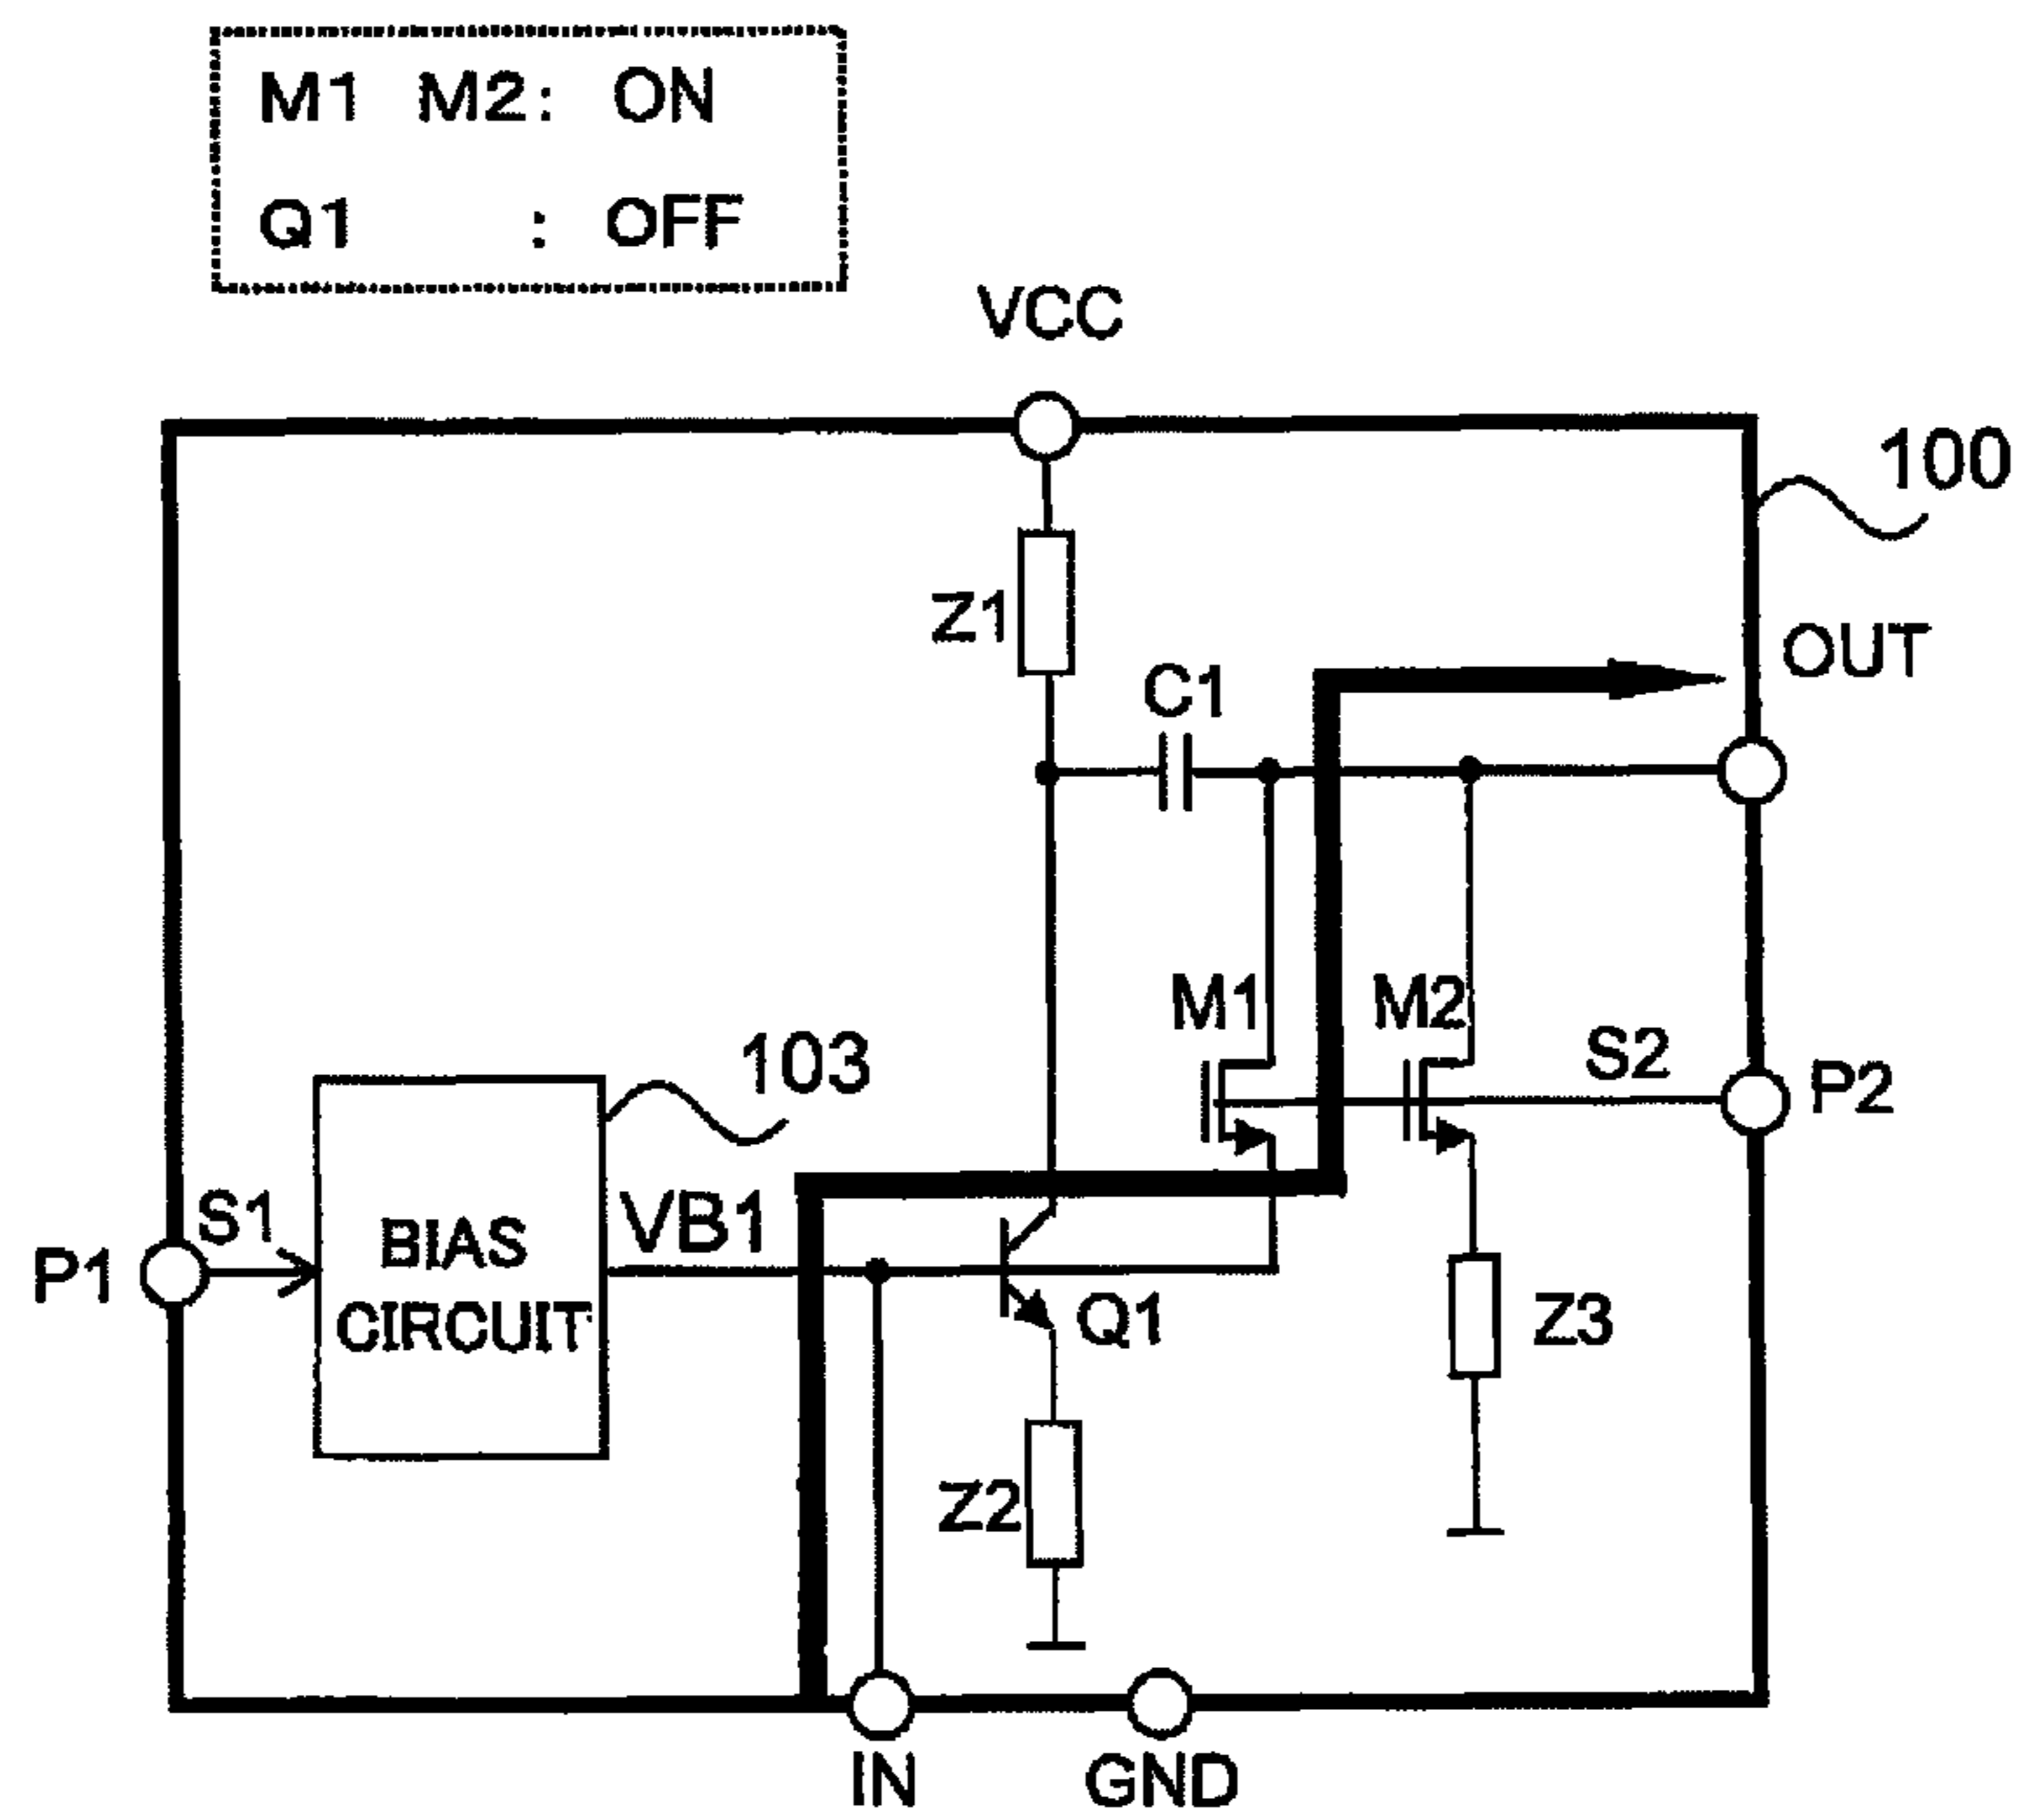 M1 M2: ON
Q1 : OFF
VCC
100
Z1
OUT
C1
M1
M2
S2
P2
103
S1
P1
BIAS
CIRCUIT
VB1
Q1
Z3
Z2
IN
GND